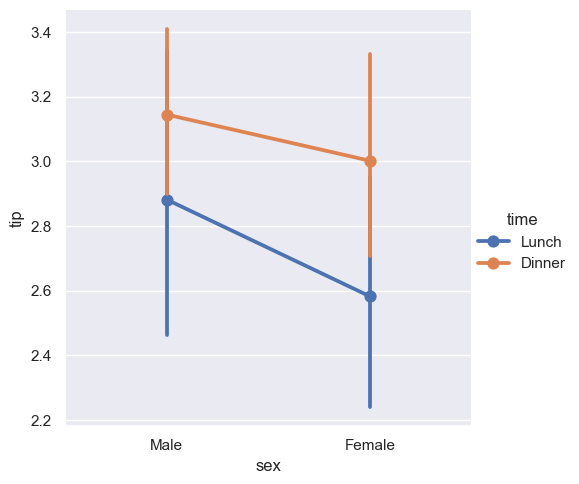 3.4
3.2
3.0
2.8
2.6
2.4
2.2
tip
Male
Female
sex
time
Lunch
Dinner